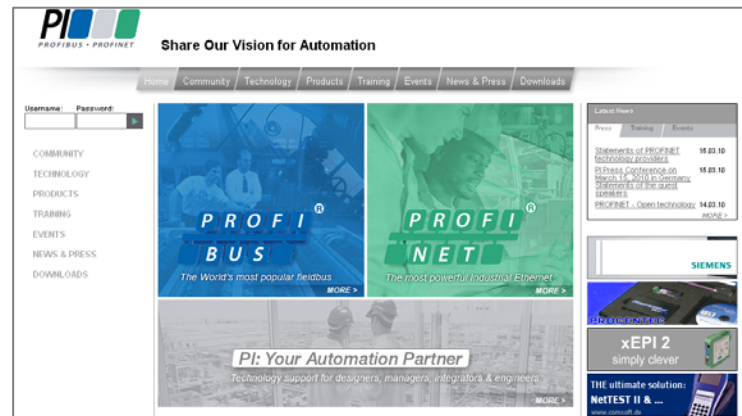 PI
PROFIBUS • PROFINET
Share Our Vision for Automation
Home Community Technology Products Training Events News & Press Downloads
Username: Password:
COMMUNITY
TECHNOLOGY
PRODUCTS
TRAINING
EVENTS
NEWS & PRESS
DOWNLOADS
PROFI®
BUS
The World's most popular fieldbus
MORE >
PROFI®
NET
The most powerful Industrial Ethernet
MORE >
PI: Your Automation Partner
Technology support for designers, managers, integrators & engineers
MORE >
Latest News
Press Training Events
Statements of PROFINET 15.03.10
technology providers
PI Press Conference on 15.03.10
March 15, 2010 in Germany
Statements of the guest
speakers
PROFINET - Open technology 14.03.10
MORE >
SIEMENS
PROCENTEC
xEPI 2
simply clever
THE ultimate solution:
NetTEST II & ...
www.comsoft.de